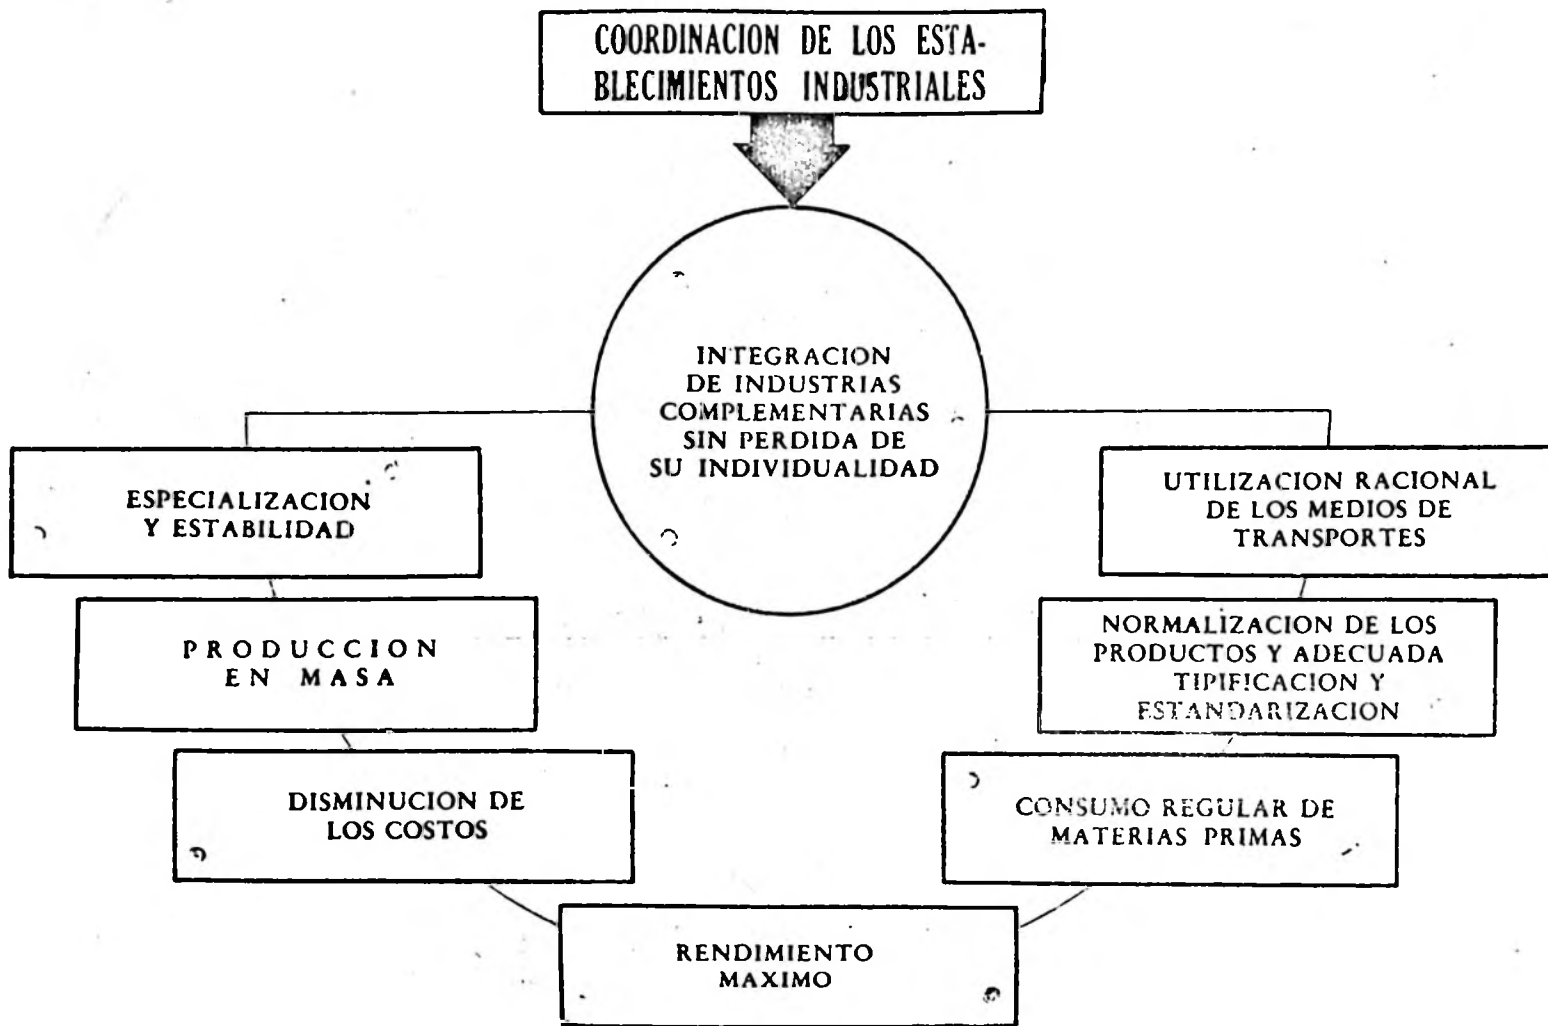 COORDINACION DE LOS ESTA-
BLECIMIENTOS INDUSTRIALES
INTEGRACION
DE INDUSTRIAS
COMPLEMENTARIAS
SIN PERDIDA DE
SU INDIVIDUALIDAD
ESPECIALIZACION
Y ESTABILIDAD
PRODUCCION
EN MASA
DISMINUCION DE
LOS COSTOS
RENDIMIENTO
MAXIMO
UTILIZACION RACIONAL
DE LOS MEDIOS DE
TRANSPORTES
NORMALIZACION DE LOS
PRODUCTOS Y ADECUADA
TIPIFICACION Y
ESTANDARIZACION
CONSUMO REGULAR DE
MATERIAS PRIMAS